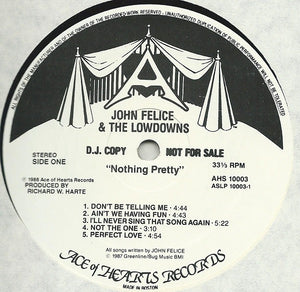 ALL RIGHTS OF THE MANUFACTURER AND OF THE OWNER OF THE RECORDED WORK RESERVED - UNAUTHORIZED DUPLICATION OF PUBLIC PERFORMANCE WILL NOT
A
JOHN FELICE
& THE LOWDOWNS
D.J. COPY NOT FOR SALE
STEREO
SIDE ONE
"Nothing Pretty"
33⅓ RPM
℗ 1988 Ace of Hearts Records
PRODUCED BY
RICHARD W. HARTE
AHS 10003
ASLP 10003-1
1. DON'T BE TELLING ME · 4:44
2. AIN'T WE HAVING FUN · 4:43
3. I'LL NEVER SING THAT SONG AGAIN · 5:22
4. NOT THE ONE · 3:10
5. PERFECT LOVE · 4:54
All songs written by JOHN FELICE
© 1987 Greenline/Bug Music BMI
ACE of HEARTS RECORDS
MADE IN BOSTON